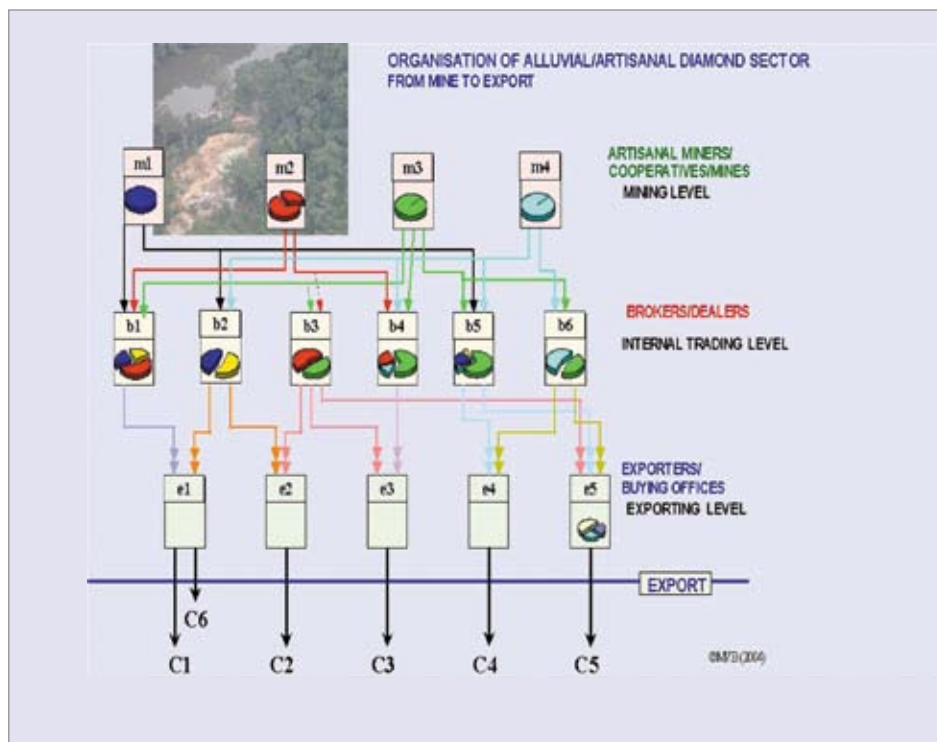 ORGANISATION OF ALLUVIAL/ARTISANAL DIAMOND SECTOR
FROM MINE TO EXPORT
m1 m2 m3 m4
ARTISANAL MINERS/
COOPERATIVES/MINES
MINING LEVEL
b1 b2 b3 b4 b5 b6
BROKERS/DEALERS
INTERNAL TRADING LEVEL
e1 e2 e3 e4 e5
EXPORTERS/
BUYING OFFICES
EXPORTING LEVEL
EXPORT
C6
C1 C2 C3 C4 C5
(2004)